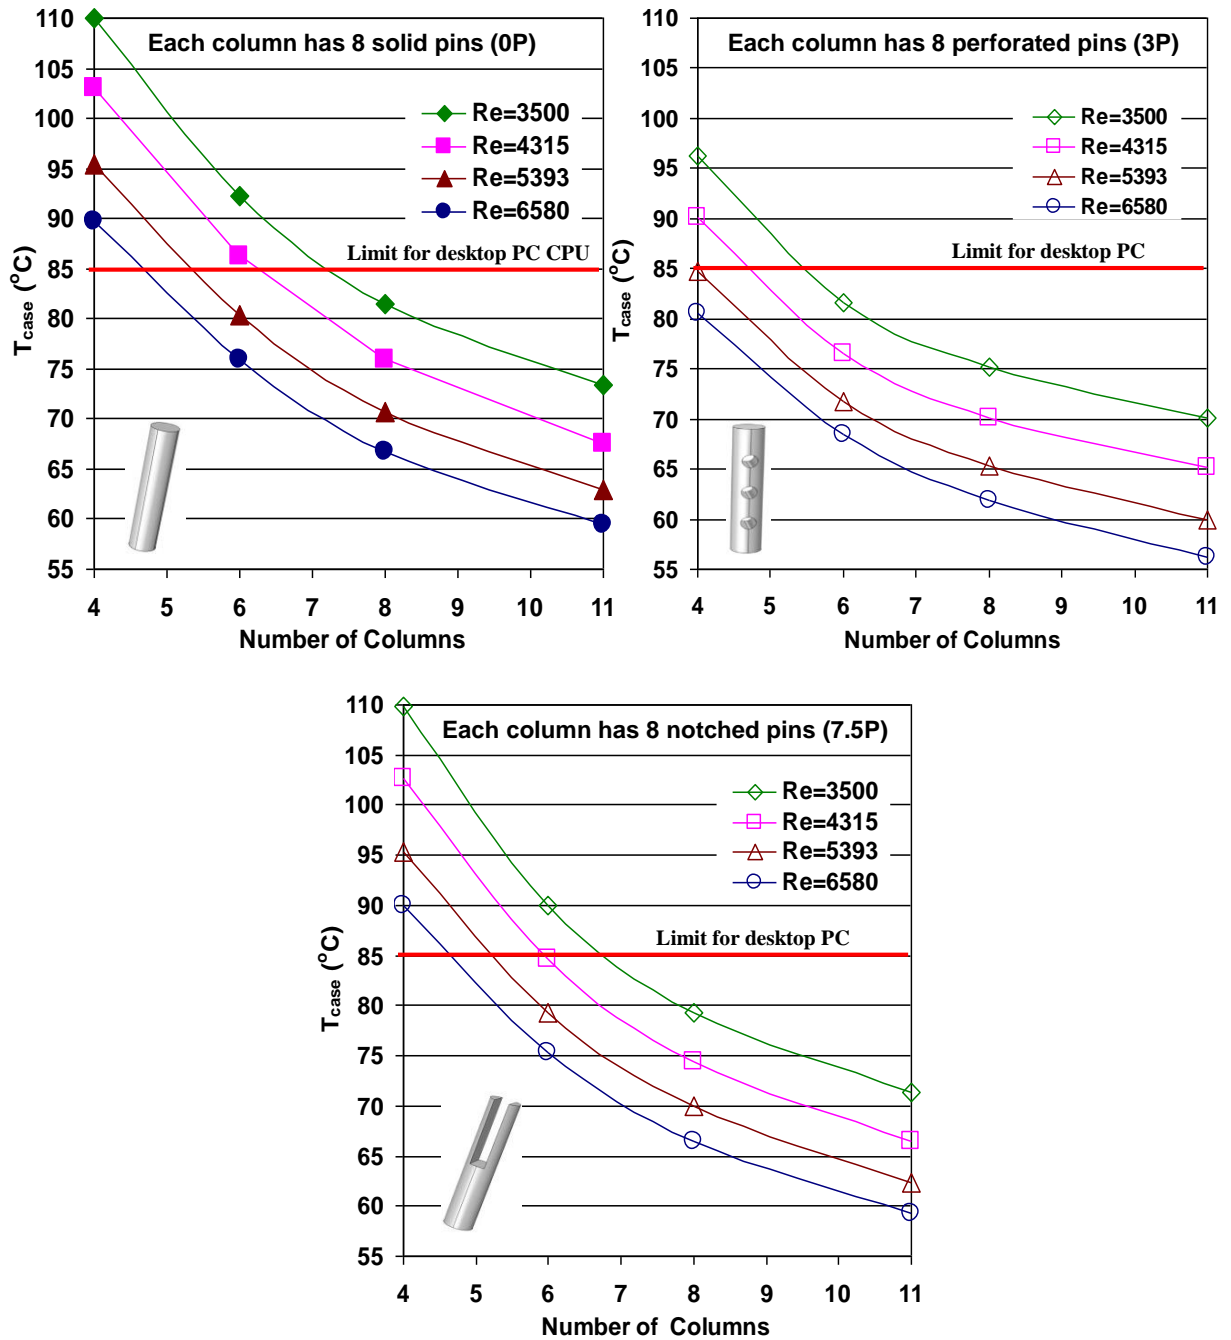 Each column has 8 solid pins (0P)
110
105
100
95
90
85
80
75
70
65
60
55
Tcase (°C)
Re=3500
Re=4315
Re=5393
Re=6580
Limit for desktop PC CPU
4 5 6 7 8 9 10 11
Number of Columns
Each column has 8 perforated pins (3P)
110
105
100
95
90
85
80
75
70
65
60
55
Tcase (°C)
Re=3500
Re=4315
Re=5393
Re=6580
Limit for desktop PC
4 5 6 7 8 9 10 11
Number of Columns
Each column has 8 notched pins (7.5P)
110
105
100
95
90
85
80
75
70
65
60
55
Tcase (°C)
Re=3500
Re=4315
Re=5393
Re=6580
Limit for desktop PC
4 5 6 7 8 9 10 11
Number of Columns